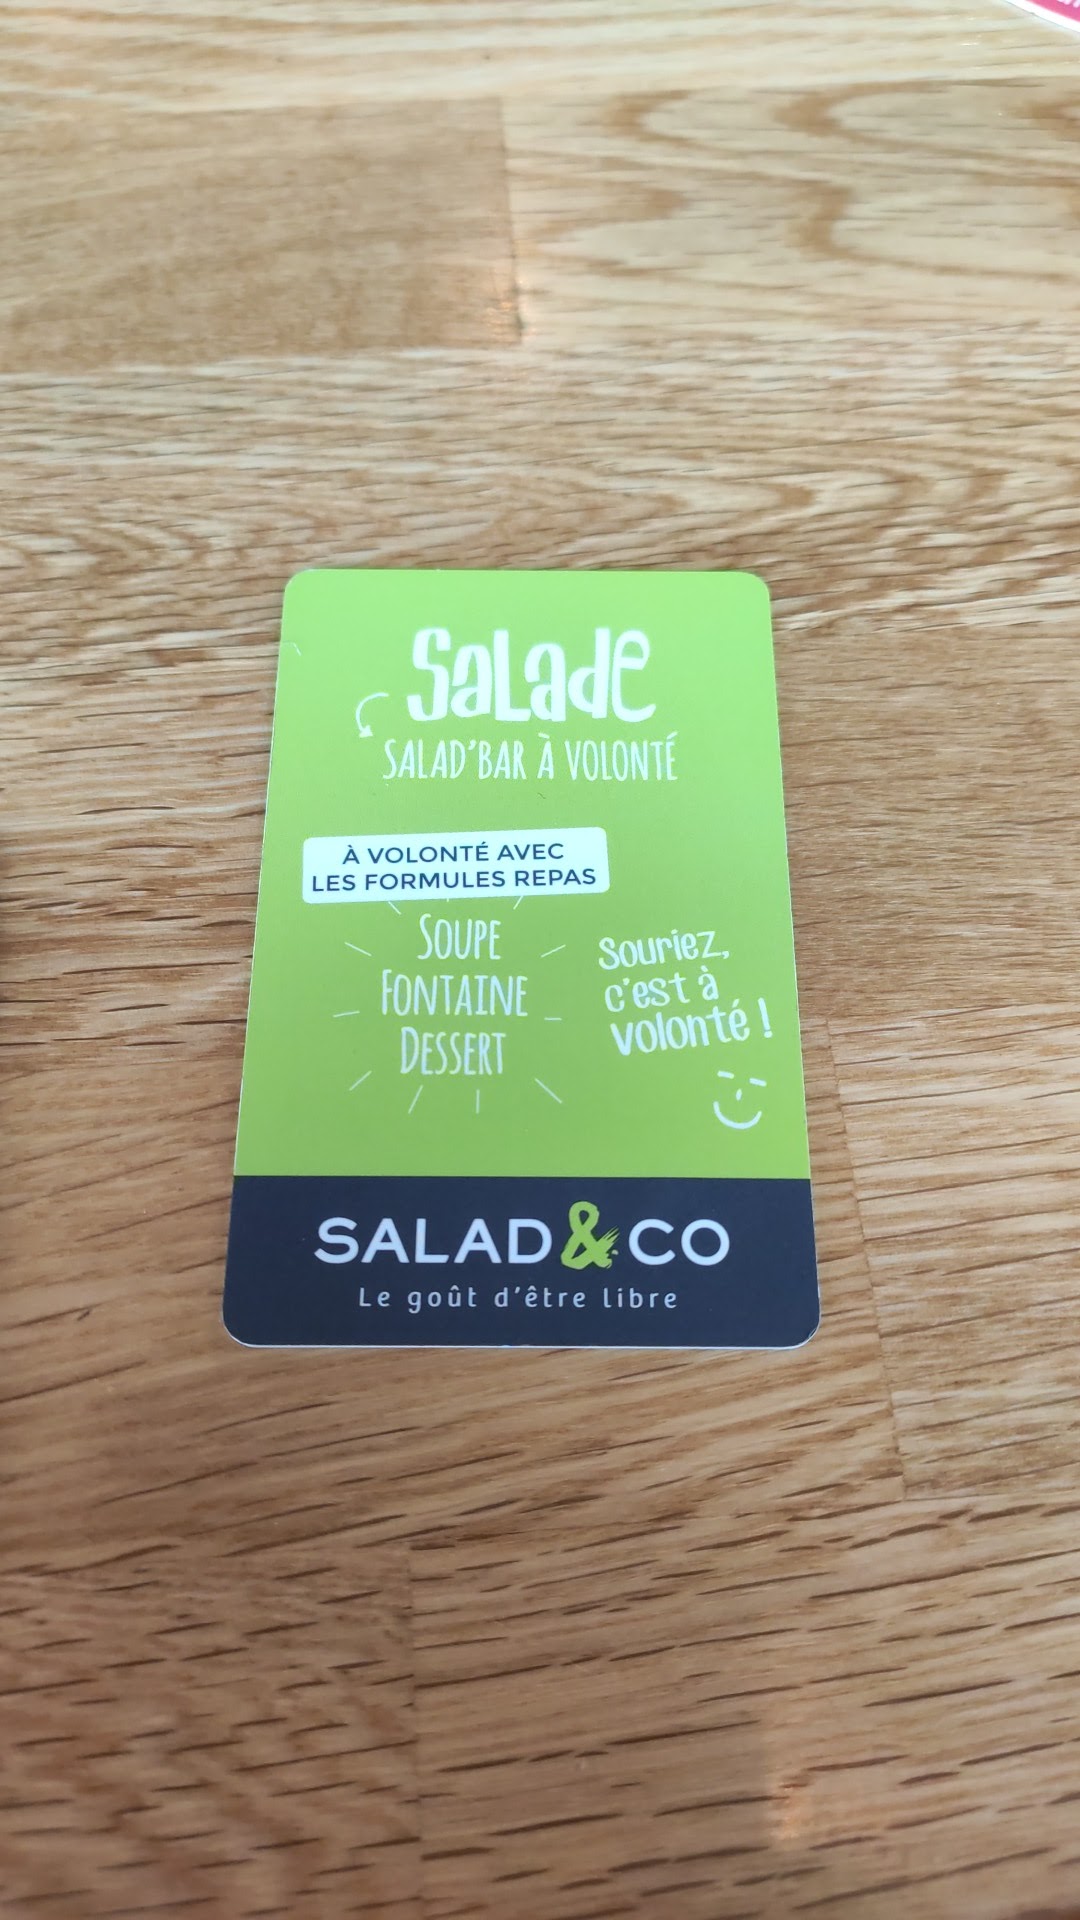 Salade
SALAD'BAR À VOLONTÉ
À VOLONTÉ AVEC
LES FORMULES REPAS
SOUPE
FONTAINE
DESSERT
Souriez,
c'est à
volonté !
SALAD&CO
Le goût d'être libre